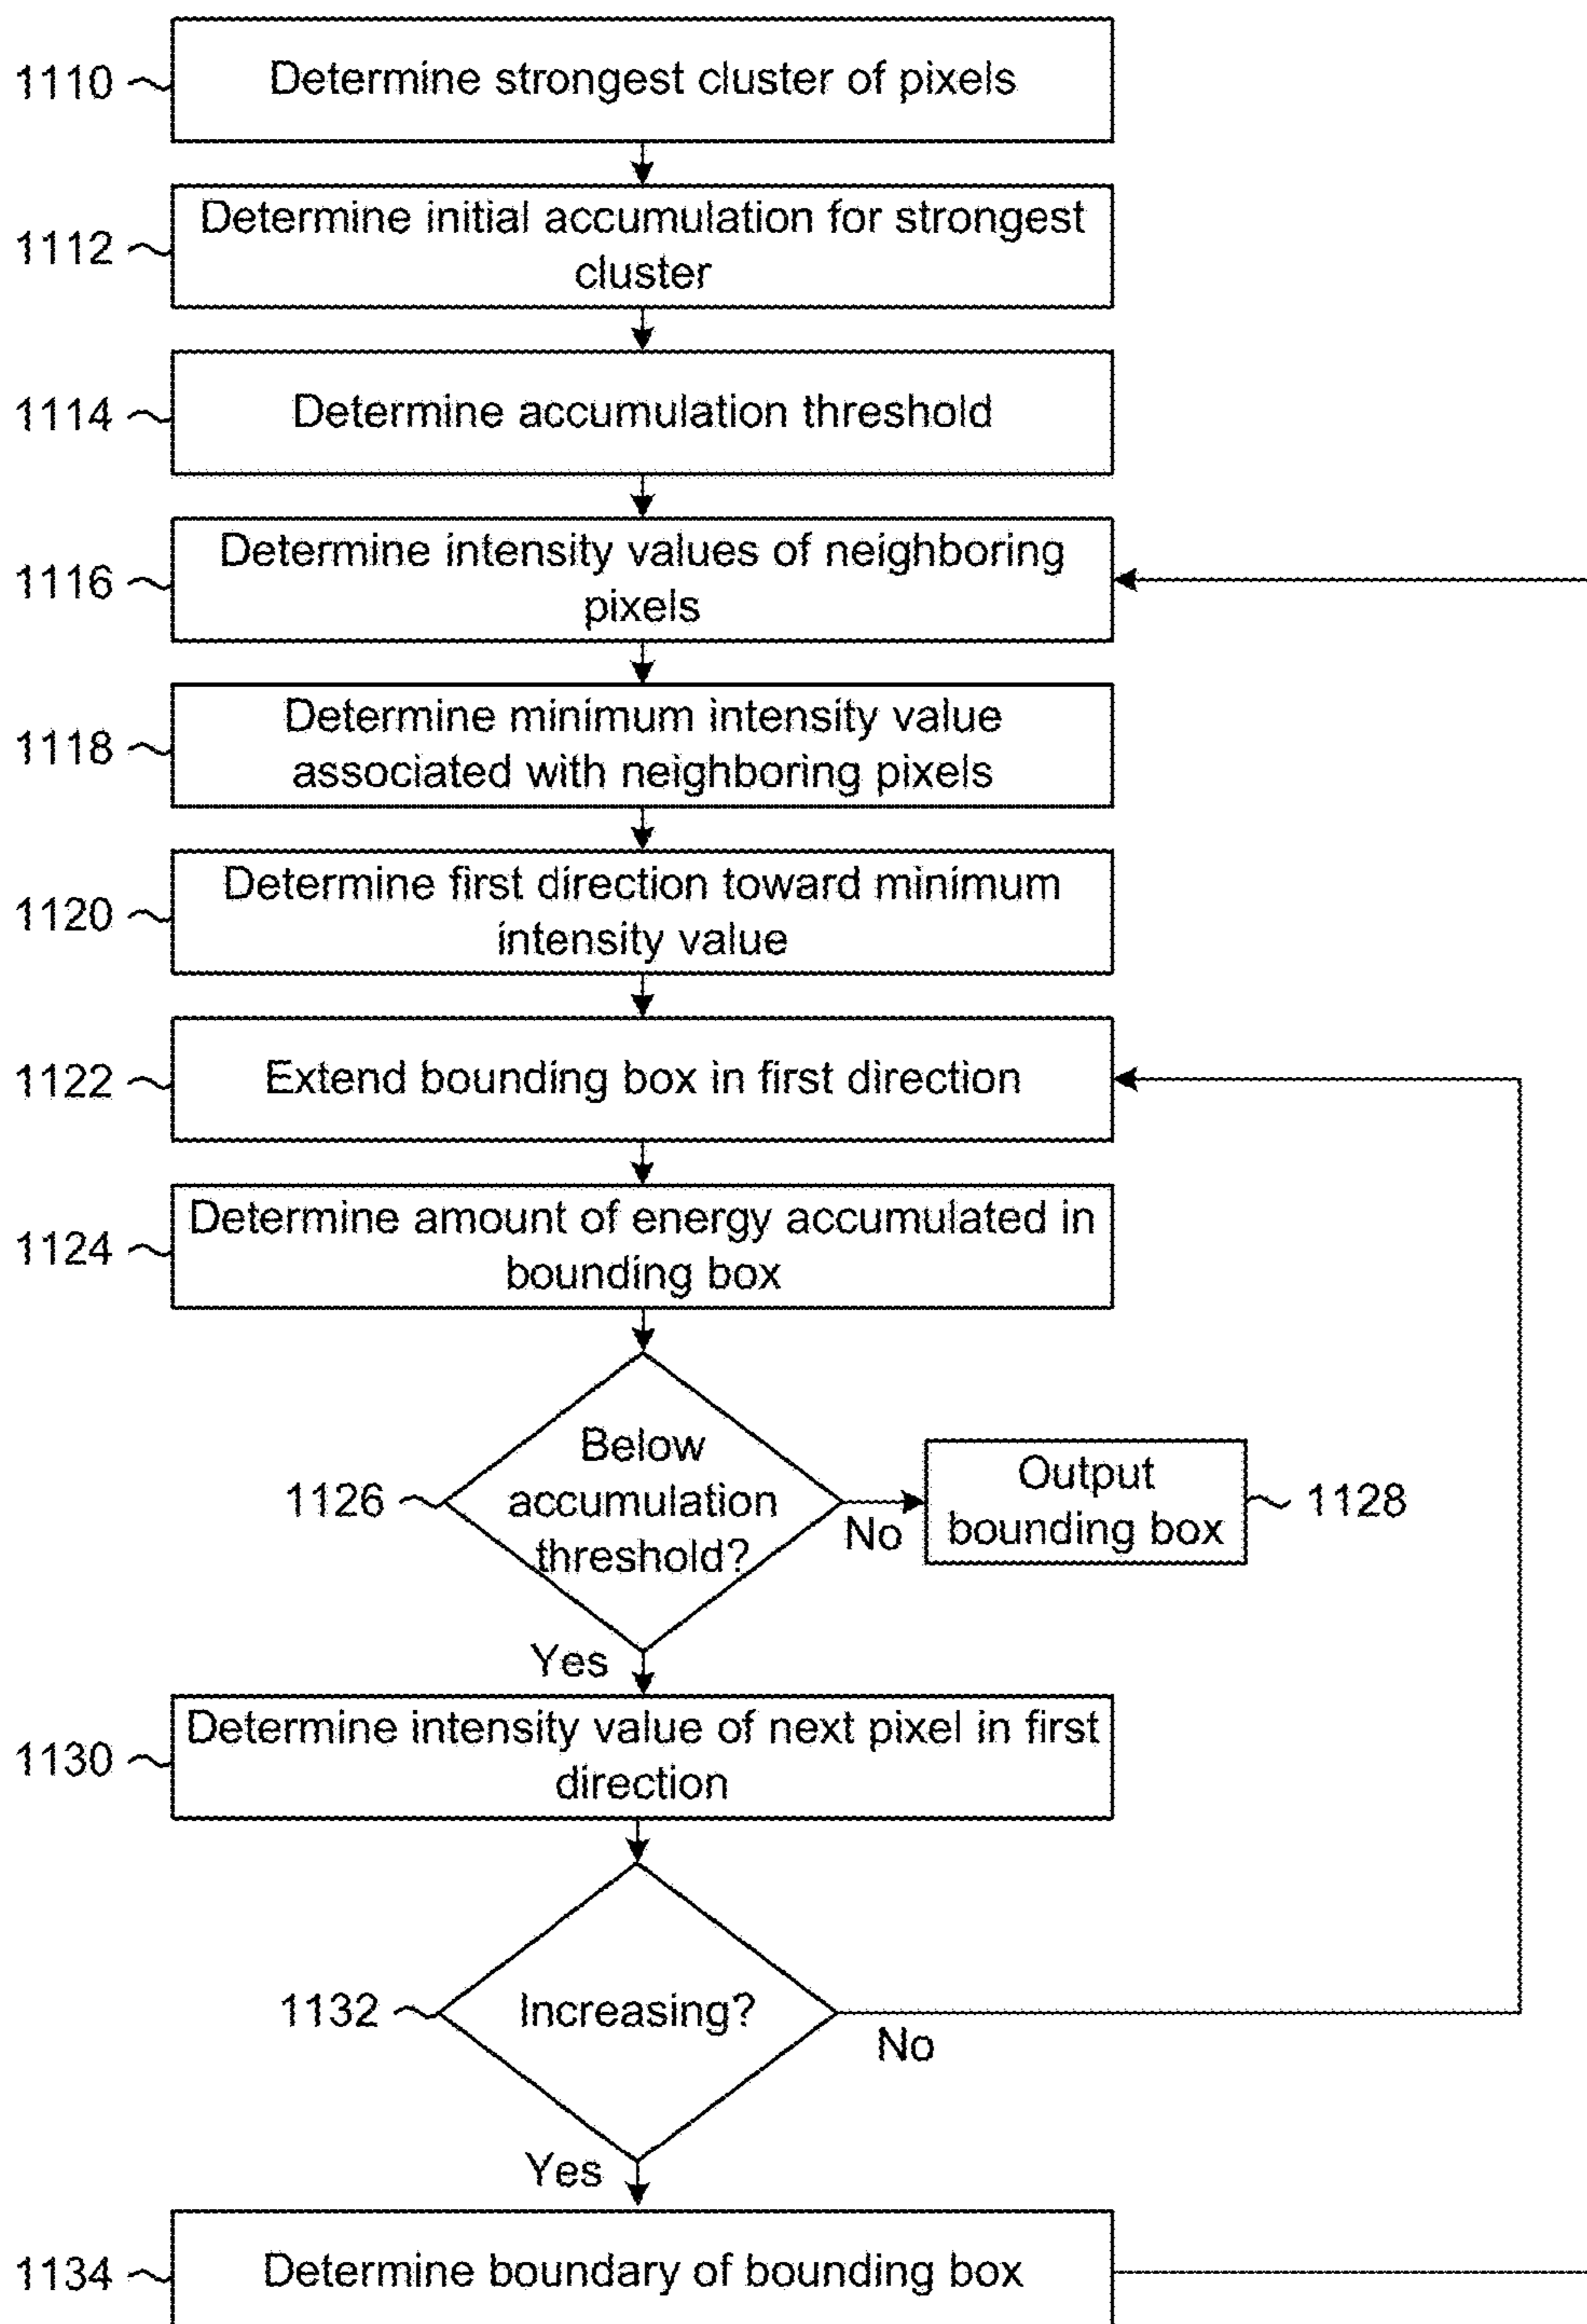 1110
Determine strongest cluster of pixels
1112
Determine initial accumulation for strongest
cluster
1114
Determine accumulation threshold
1116
Determine intensity values of neighboring
pixels
1118
Determine minimum intensity value
associated with neighboring pixels
1120
Determine first direction toward minimum
intensity value
1122
Extend bounding box in first direction
1124
Determine amount of energy accumulated in
bounding box
1126
Below
accumulation
threshold?
No
Output
bounding box
1128
Yes
1130
Determine intensity value of next pixel in first
direction
1132
Increasing?
No
Yes
1134
Determine boundary of bounding box